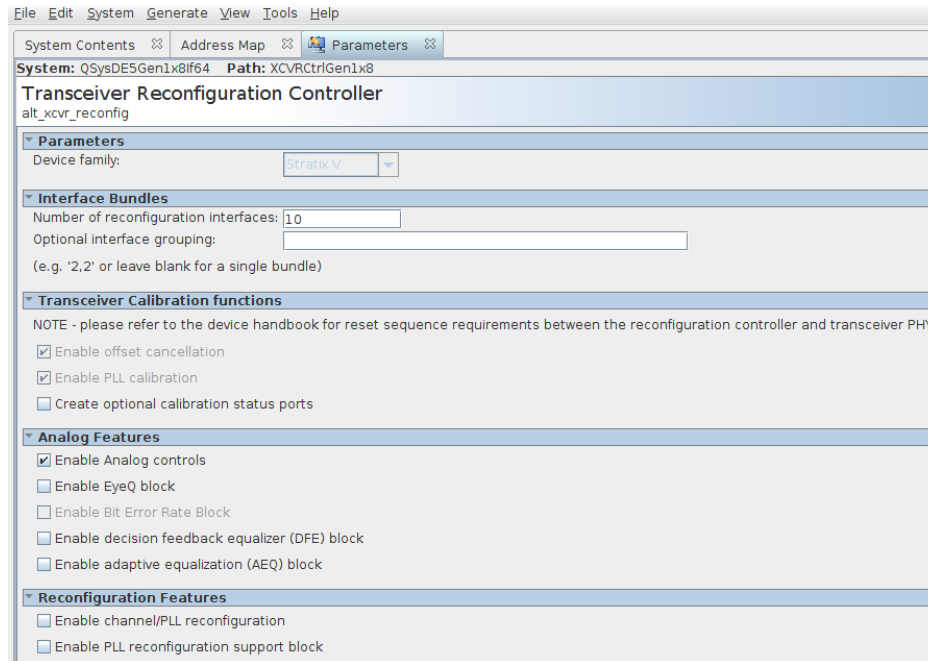 File Edit System Generate View Tools Help
System Contents Address Map Parameters
System: QSysDE5Gen1x8If64 Path: XCVRCtrlGen1x8
Transceiver Reconfiguration Controller
alt_xcvr_reconfig
Parameters
Device family: Stratix V
Interface Bundles
Number of reconfiguration interfaces: 10
Optional interface grouping:
(e.g. '2,2' or leave blank for a single bundle)
Transceiver Calibration functions
NOTE - please refer to the device handbook for reset sequence requirements between the reconfiguration controller and transceiver PHY
Enable offset cancellation
Enable PLL calibration
Create optional calibration status ports
Analog Features
Enable Analog controls
Enable EyeQ block
Enable Bit Error Rate Block
Enable decision feedback equalizer (DFE) block
Enable adaptive equalization (AEQ) block
Reconfiguration Features
Enable channel/PLL reconfiguration
Enable PLL reconfiguration support block